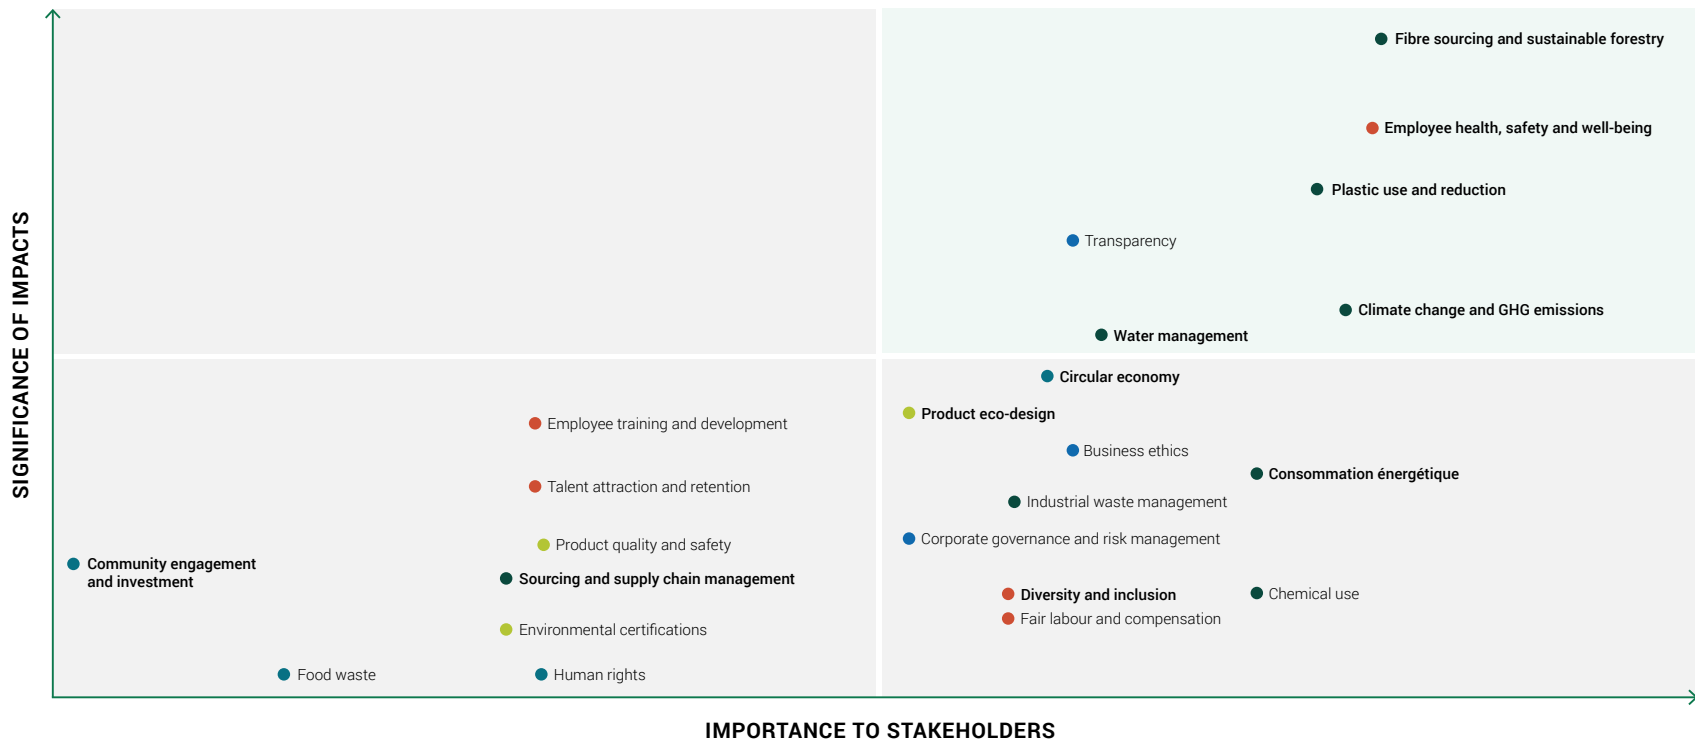 Fibre sourcing and sustainable forestry
Employee health, safety and well-being
Plastic use and reduction
Transparency
Climate change and GHG emissions
Water management
Circular economy
Product eco-design
Employee training and development
Business ethics
Consommation énergétique
Talent attraction and retention
Industrial waste management
Corporate governance and risk management
Product quality and safety
Community engagement
and investment
Sourcing and supply chain management
Diversity and inclusion
Chemical use
Fair labour and compensation
Environmental certifications
Food waste
Human rights
SIGNIFICANCE OF IMPACTS
IMPORTANCE TO STAKEHOLDERS